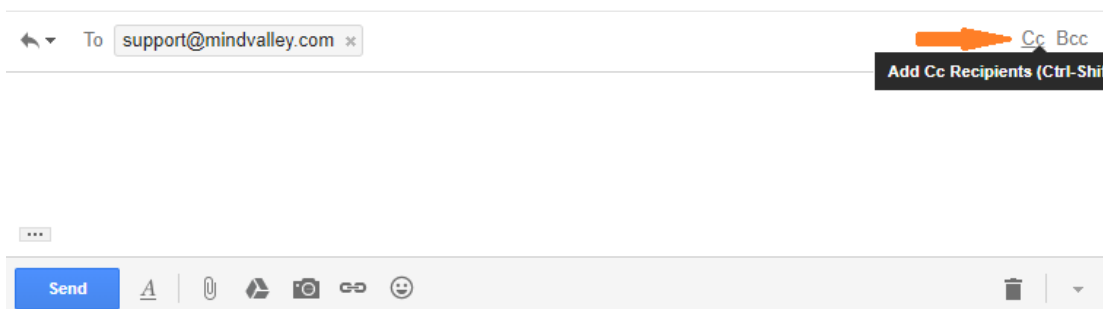 To support@mindvalley.com × Cc Bcc
Add Cc Recipients (Ctrl-Shi
Send A